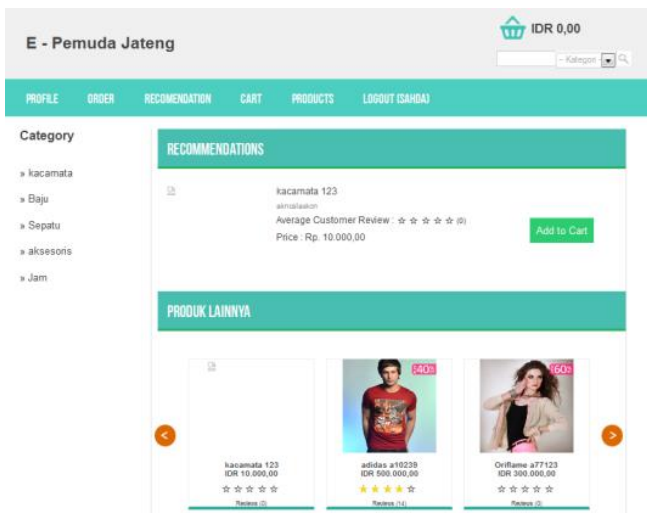 E - Pemuda Jateng
IDR 0,00
-- Kategori --
PROFILE ORDER RECOMENDATION CART PRODUCTS LOGOUT (SAHDA)
Category
» kacamata
» Baju
» Sepatu
» aksesoris
» Jam
RECOMMENDATIONS
kacamata 123
Average Customer Review : ☆ ☆ ☆ ☆ ☆ (0)
Price : Rp. 10.000,00
Add to Cart
PRODUK LAINNYA
<
kacamata 123
IDR 10.000,00
☆ ☆ ☆ ☆ ☆
Reviews (0)
40%
adidas a10239
IDR 500.000,00
★ ★ ★ ★ ☆
Reviews (14)
60%
Oriflame a77123
IDR 300.000,00
☆ ☆ ☆ ☆ ☆
Reviews (0)
>